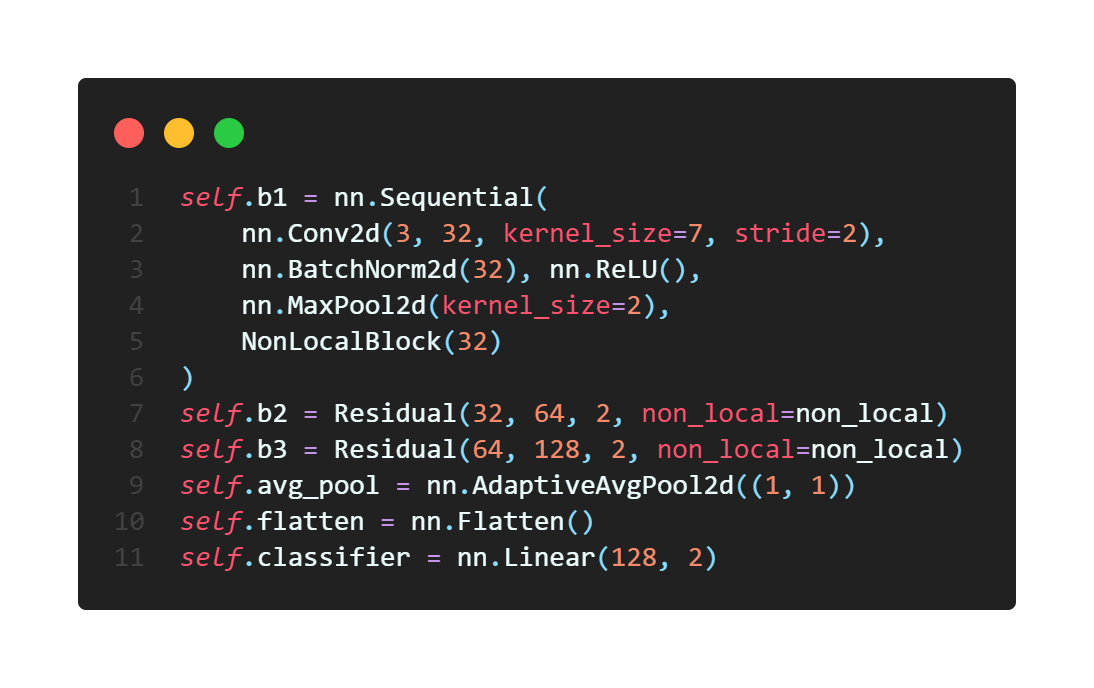 1 self.b1 = nn.Sequential(
2     nn.Conv2d(3, 32, kernel_size=7, stride=2),
3     nn.BatchNorm2d(32), nn.ReLU(),
4     nn.MaxPool2d(kernel_size=2),
5     NonLocalBlock(32)
6 )
7 self.b2 = Residual(32, 64, 2, non_local=non_local)
8 self.b3 = Residual(64, 128, 2, non_local=non_local)
9 self.avg_pool = nn.AdaptiveAvgPool2d((1, 1))
10 self.flatten = nn.Flatten()
11 self.classifier = nn.Linear(128, 2)